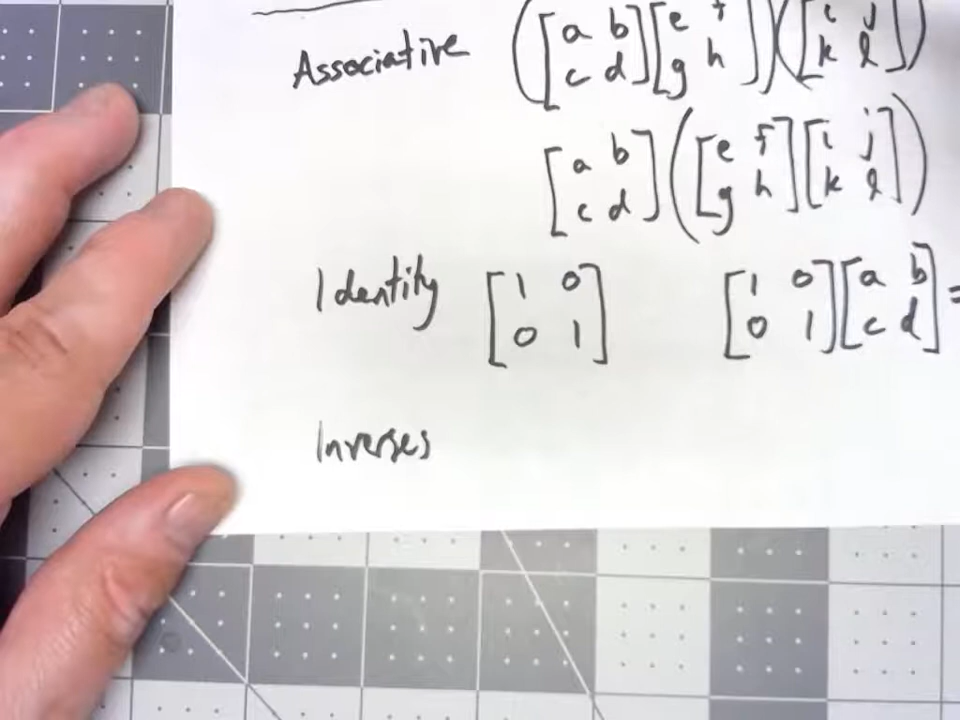 Associative ([a b c d][e f g h])([i j k l])
[a b c d]([e f g h][i j k l])
Identity [1 0 0 1] [1 0 0 1][a b c d] =
Inverses